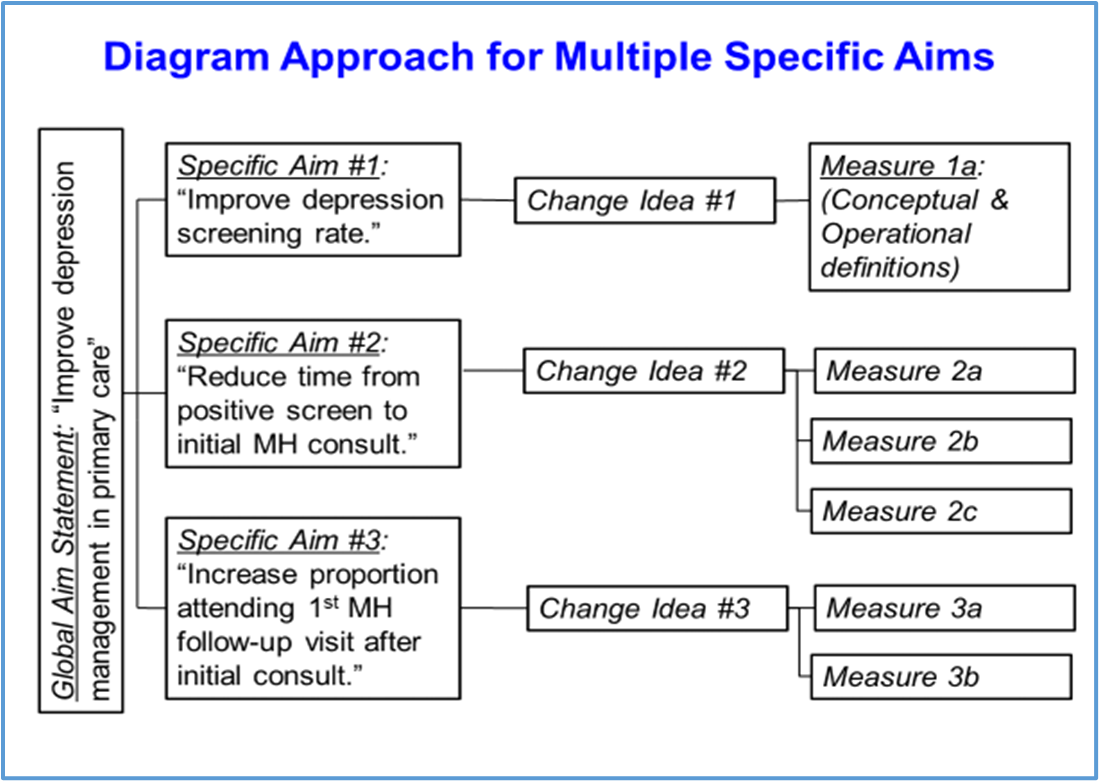 Diagram Approach for Multiple Specific Aims
Global Aim Statement: “Improve depression
management in primary care”
Specific Aim #1:
“Improve depression
screening rate.”
Change Idea #1
Measure 1a:
(Conceptual &
Operational
definitions)
Specific Aim #2:
“Reduce time from
positive screen to
initial MH consult.”
Change Idea #2
Measure 2a
Measure 2b
Measure 2c
Specific Aim #3:
“Increase proportion
attending 1st MH
follow-up visit after
initial consult.”
Change Idea #3
Measure 3a
Measure 3b